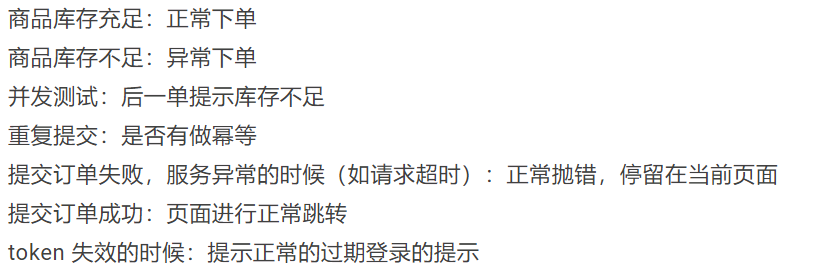 商品库存充足：正常下单
商品库存不足：异常下单
并发测试：后一单提示库存不足
重复提交：是否有做幂等
提交订单失败，服务异常的时候（如请求超时）：正常抛错，停留在当前页面
提交订单成功：页面进行正常跳转
token 失效的时候：提示正常的过期登录的提示